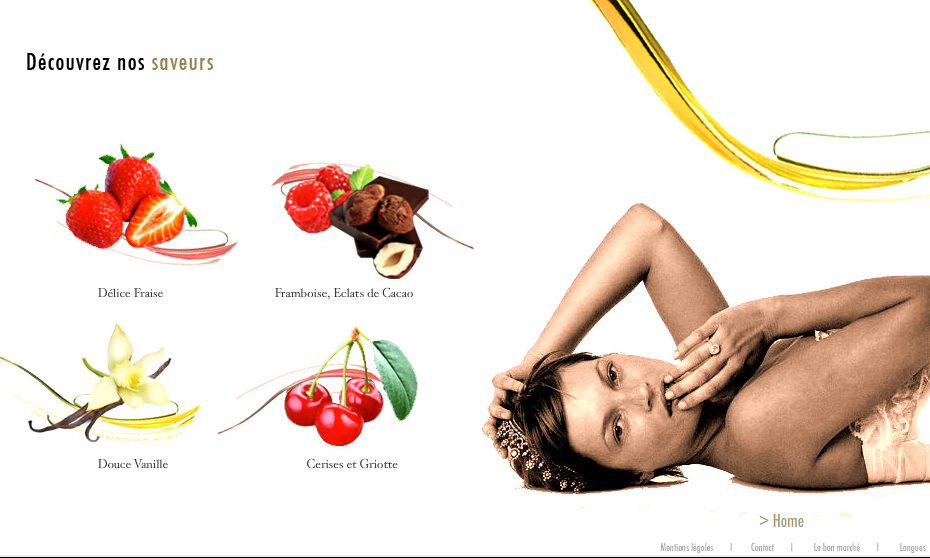 Découvrez nos saveurs
Délice Fraise
Framboise, Eclats de Cacao
Douce Vanille
Cerises et Griotte
> Home
Mentions légales | Contact | Le bon marché | Langues